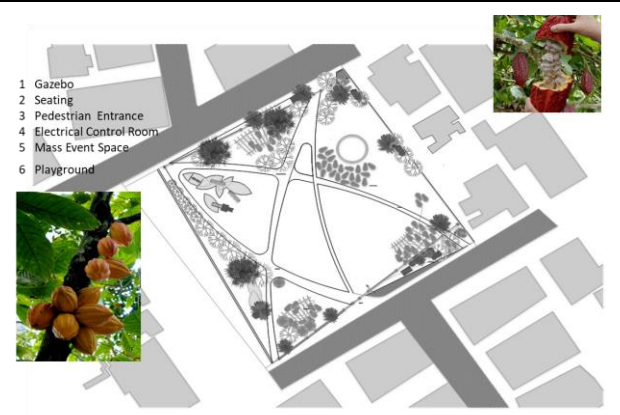 1 Gazebo
2 Seating
3 Pedestrian Entrance
4 Electrical Control Room
5 Mass Event Space
6 Playground